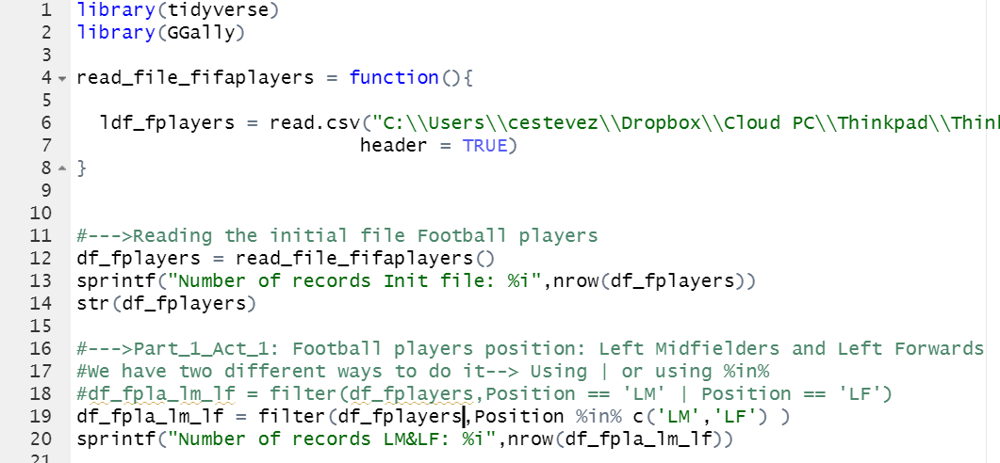 1 library(tidyverse)
2 library(GGally)
3
4 read_file_fifaplayers = function(){
5
6 ldf_fplayers = read.csv("C:\\Users\\cestevez\\Dropbox\\Cloud PC\\Thinkpad\\Thin
7 header = TRUE)
8 }
9
10
11 #--->Reading the initial file Football players
12 df_fplayers = read_file_fifaplayers()
13 sprintf("Number of records Init file: %i",nrow(df_fplayers))
14 str(df_fplayers)
15
16 #--->Part_1_Act_1: Football players position: Left Midfielders and Left Forwards
17 #We have two different ways to do it--> Using | or using %in%
18 #df_fpla_lm_lf = filter(df_fplayers,Position == 'LM' | Position == 'LF')
19 df_fpla_lm_lf = filter(df_fplayers,Position %in% c('LM','LF') )
20 sprintf("Number of records LM&LF: %i",nrow(df_fpla_lm_lf))
21